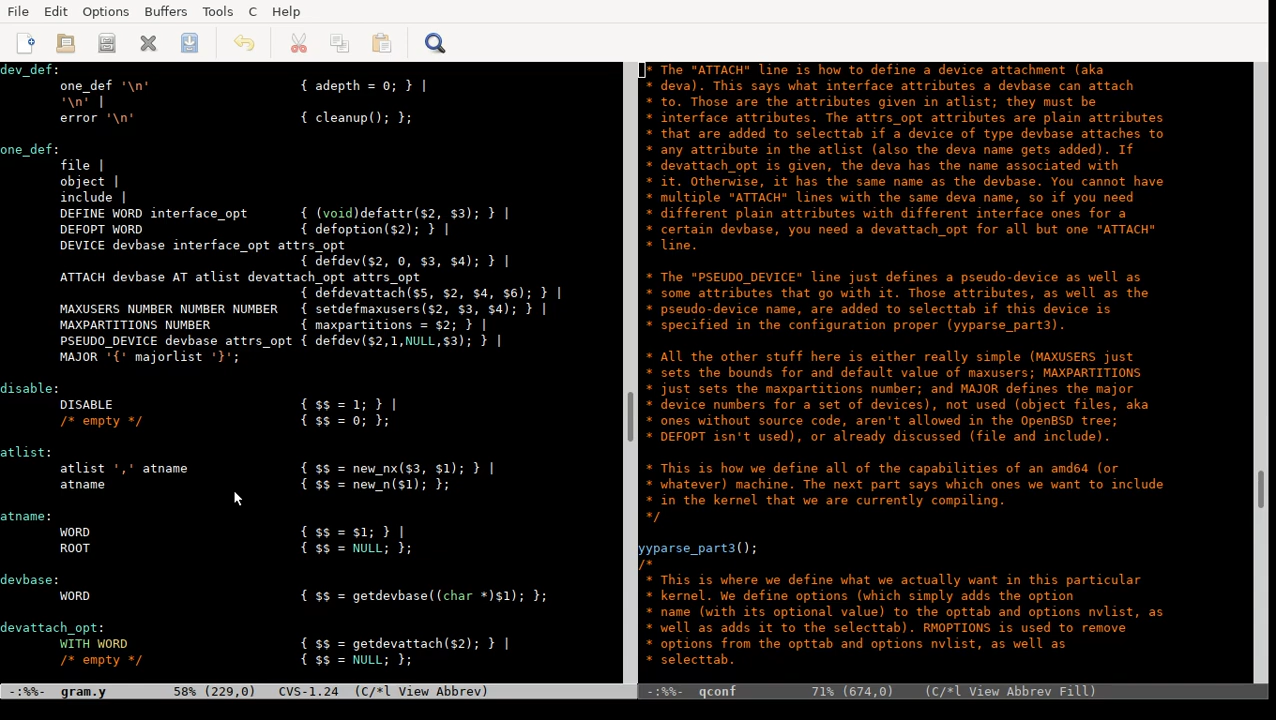 File Edit Options Buffers Tools C Help
dev_def:
one_def '\n' { adepth = 0; } |
'\n' |
error '\n' { cleanup(); };
one_def:
file |
object |
include |
DEFINE WORD interface_opt { (void)defattr($2, $3); } |
DEFOPT WORD { defoption($2); } |
DEVICE devbase interface_opt attrs_opt
{ defdev($2, 0, $3, $4); } |
ATTACH devbase AT atlist devattach_opt attrs_opt
{ defdevattach($5, $2, $4, $6); } |
MAXUSERS NUMBER NUMBER NUMBER { setdefmaxusers($2, $3, $4); } |
MAXPARTITIONS NUMBER { maxpartitions = $2; } |
PSEUDO_DEVICE devbase attrs_opt { defdev($2,1,NULL,$3); } |
MAJOR '{' majorlist '}';
disable:
DISABLE { $$ = 1; } |
/* empty */ { $$ = 0; };
atlist:
atlist ',' atname { $$ = new_nx($3, $1); } |
atname { $$ = new_n($1); };
atname:
WORD { $$ = $1; } |
ROOT { $$ = NULL; };
devbase:
WORD { $$ = getdevbase((char *)$1); };
devattach_opt:
WITH WORD { $$ = getdevattach($2); } |
/* empty */ { $$ = NULL; };
-:%%- gram.y 58% (229,0) CVS-1.24 (C/*l View Abbrev)
* The "ATTACH" line is how to define a device attachment (aka
* deva). This says what interface attributes a devbase can attach
* to. Those are the attributes given in atlist; they must be
* interface attributes. The attrs_opt attributes are plain attributes
* that are added to selecttab if a device of type devbase attaches to
* any attribute in the atlist (also the deva name gets added). If
* devattach_opt is given, the deva has the name associated with
* it. Otherwise, it has the same name as the devbase. You cannot have
* multiple "ATTACH" lines with the same deva name, so if you need
* different plain attributes with different interface ones for a
* certain devbase, you need a devattach_opt for all but one "ATTACH"
* line.
* The "PSEUDO_DEVICE" line just defines a pseudo-device as well as
* some attributes that go with it. Those attributes, as well as the
* pseudo-device name, are added to selecttab if this device is
* specified in the configuration proper (yyparse_part3).
* All the other stuff here is either really simple (MAXUSERS just
* sets the bounds for and default value of maxusers; MAXPARTITIONS
* just sets the maxpartitions number; and MAJOR defines the major
* device numbers for a set of devices), not used (object files, aka
* ones without source code, aren't allowed in the OpenBSD tree;
* DEFOPT isn't used), or already discussed (file and include).
* This is how we define all of the capabilities of an amd64 (or
* whatever) machine. The next part says which ones we want to include
* in the kernel that we are currently compiling.
*/
yyparse_part3();
/*
* This is where we define what we actually want in this particular
* kernel. We define options (which simply adds the option
* name (with its optional value) to the opttab and options nvlist, as
* well as adds it to the selecttab). RMOPTIONS is used to remove
* options from the opttab and options nvlist, as well as
* selecttab.
-:%%- qconf 71% (674,0) (C/*l View Abbrev Fill)